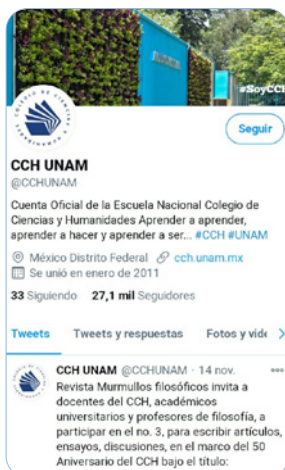 #SoyCCH
Seguir
CCH UNAM
@CCHUNAM
Cuenta Oficial de la Escuela Nacional Colegio de
Ciencias y Humanidades Aprender a aprender,
aprender a hacer y aprender a ser... #CCH #UNAM
México Distrito Federal cch.unam.mx
Se unió en enero de 2011
33 Siguiendo 27,1 mil Seguidores
Tweets Tweets y respuestas Fotos y vide
CCH UNAM @CCHUNAM · 14 nov.
Revista Murmullos filosóficos invita a
docentes del CCH, académicos
universitarios y profesores de filosofía, a
participar en el no. 3, para escribir artículos,
ensayos, discusiones, en el marco del 50
Aniversario del CCH bajo el título: